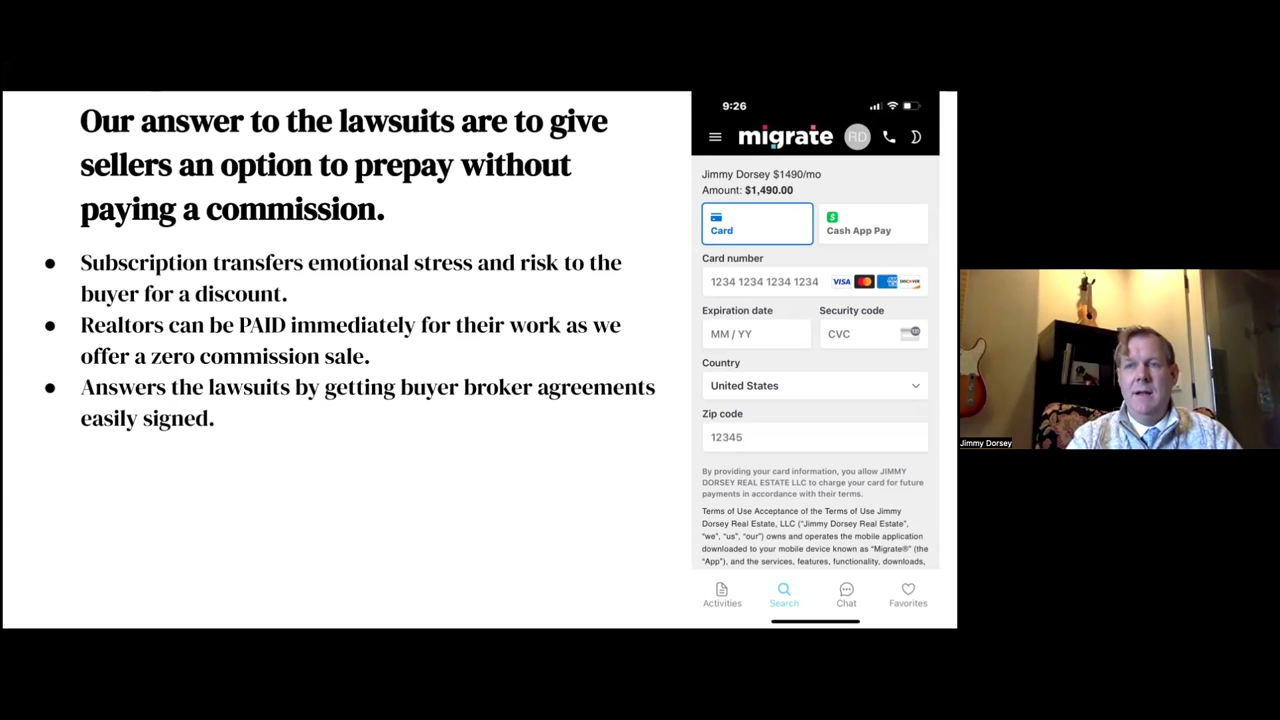 Our answer to the lawsuits are to give
sellers an option to prepay without
paying a commission.
● Subscription transfers emotional stress and risk to the
buyer for a discount.
● Realtors can be PAID immediately for their work as we
offer a zero commission sale.
● Answers the lawsuits by getting buyer broker agreements
easily signed.
9:26
migrate RD
Jimmy Dorsey $1490/mo
Amount: $1,490.00
Card
Cash App Pay
Card number
1234 1234 1234 1234 VISA DISCOVER
Expiration date Security code
MM / YY CVC
Country
United States
Zip code
12345
By providing your card information, you allow JIMMY
DORSEY REAL ESTATE LLC to charge your card for future
payments in accordance with their terms.
Terms of Use Acceptance of the Terms of Use Jimmy
Dorsey Real Estate, LLC (“Jimmy Dorsey Real Estate”,
“we”, “us”, “our”) owns and operates the mobile application
downloaded to your mobile device known as “Migrate®” (the
“App”), and the services, features, functionality, downloads,
Activities Search Chat Favorites
Jimmy Dorsey